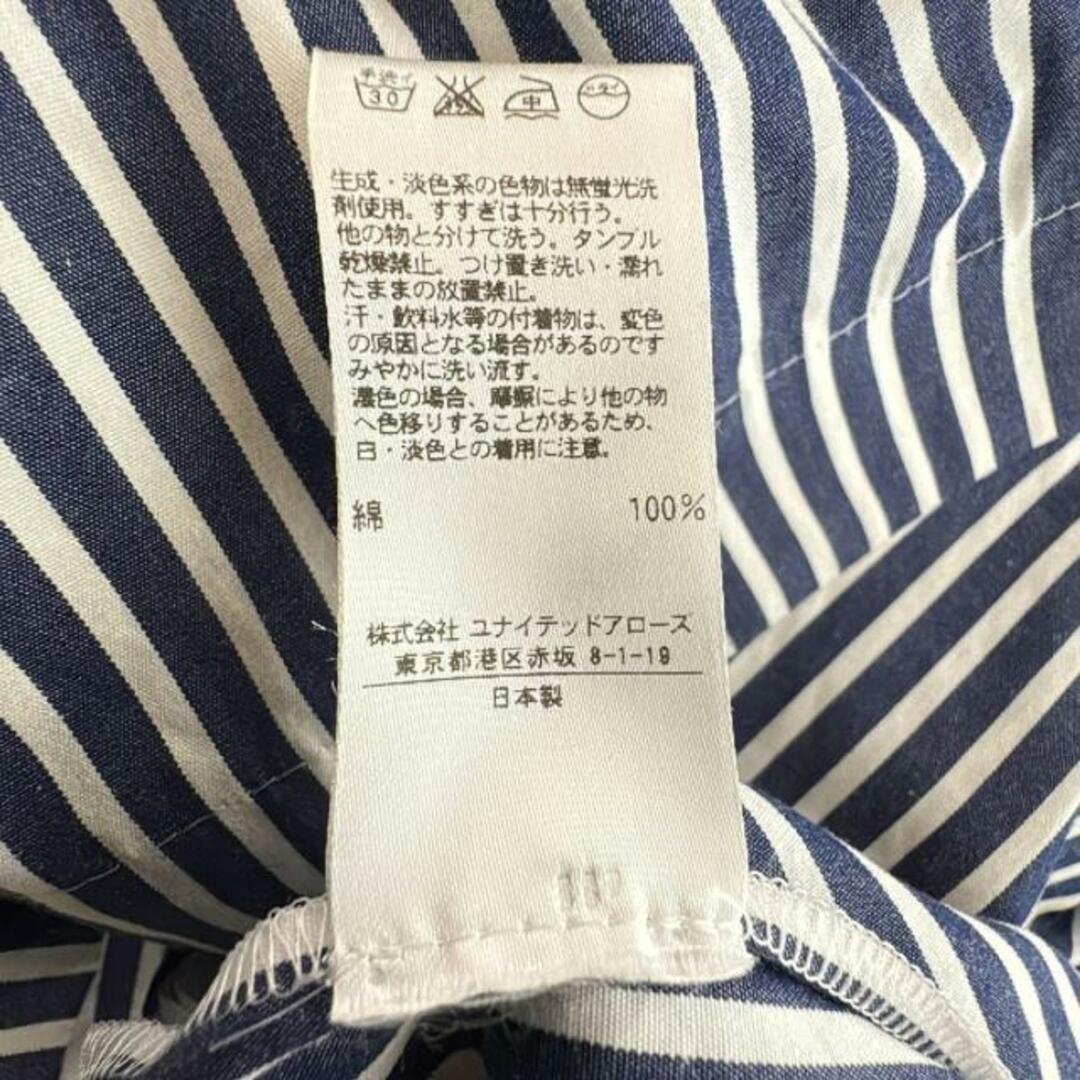 手洗イ
30
中
ドライ
生成・淡色系の色物は無蛍光洗
剤使用。すすぎは十分行う。
他の物と分けて洗う。タンブル
乾燥禁止。つけ置き洗い・濡れ
たままの放置禁止。
汗・飲料水等の付着物は、変色
の原因となる場合があるのです
みやかに洗い流す。
濃色の場合、摩擦により他の物
へ色移りすることがあるため、
白・淡色との着用に注意。
綿 100%
株式会社 ユナイテッドアローズ
東京都港区赤坂 8-1-19
日本製